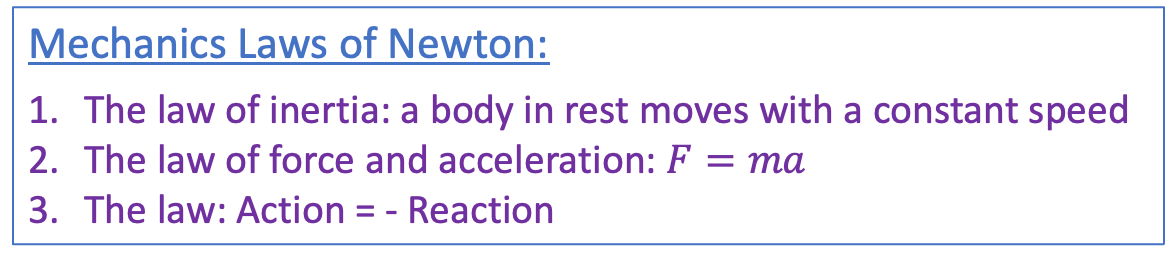 Mechanics Laws of Newton:
1. The law of inertia: a body in rest moves with a constant speed
2. The law of force and acceleration: F = ma
3. The law: Action = - Reaction